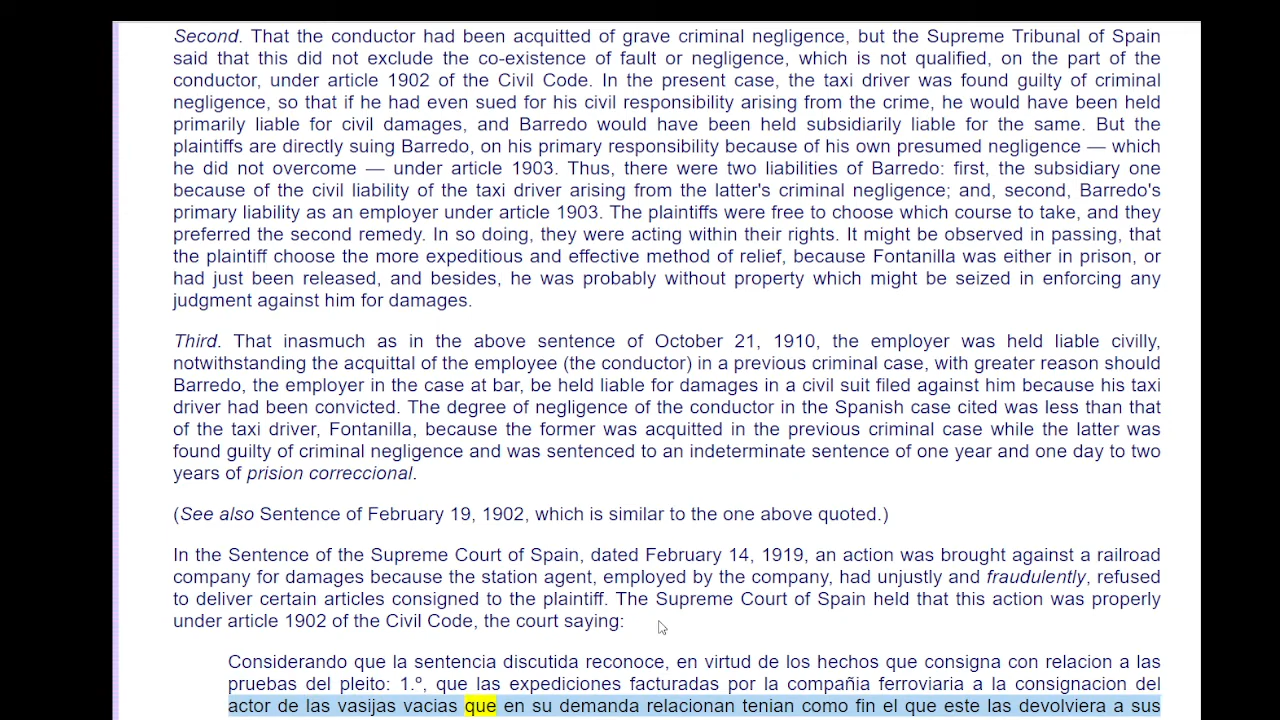 Second. That the conductor had been acquitted of grave criminal negligence, but the Supreme Tribunal of Spain
said that this did not exclude the co-existence of fault or negligence, which is not qualified, on the part of the
conductor, under article 1902 of the Civil Code. In the present case, the taxi driver was found guilty of criminal
negligence, so that if he had even sued for his civil responsibility arising from the crime, he would have been held
primarily liable for civil damages, and Barredo would have been held subsidiarily liable for the same. But the
plaintiffs are directly suing Barredo, on his primary responsibility because of his own presumed negligence — which
he did not overcome — under article 1903. Thus, there were two liabilities of Barredo: first, the subsidiary one
because of the civil liability of the taxi driver arising from the latter's criminal negligence; and, second, Barredo's
primary liability as an employer under article 1903. The plaintiffs were free to choose which course to take, and they
preferred the second remedy. In so doing, they were acting within their rights. It might be observed in passing, that
the plaintiff choose the more expeditious and effective method of relief, because Fontanilla was either in prison, or
had just been released, and besides, he was probably without property which might be seized in enforcing any
judgment against him for damages.
Third. That inasmuch as in the above sentence of October 21, 1910, the employer was held liable civilly,
notwithstanding the acquittal of the employee (the conductor) in a previous criminal case, with greater reason should
Barredo, the employer in the case at bar, be held liable for damages in a civil suit filed against him because his taxi
driver had been convicted. The degree of negligence of the conductor in the Spanish case cited was less than that
of the taxi driver, Fontanilla, because the former was acquitted in the previous criminal case while the latter was
found guilty of criminal negligence and was sentenced to an indeterminate sentence of one year and one day to two
years of prision correccional.
(See also Sentence of February 19, 1902, which is similar to the one above quoted.)
In the Sentence of the Supreme Court of Spain, dated February 14, 1919, an action was brought against a railroad
company for damages because the station agent, employed by the company, had unjustly and fraudulently, refused
to deliver certain articles consigned to the plaintiff. The Supreme Court of Spain held that this action was properly
under article 1902 of the Civil Code, the court saying:
Considerando que la sentencia discutida reconoce, en virtud de los hechos que consigna con relacion a las
pruebas del pleito: 1.º, que las expediciones facturadas por la compañia ferroviaria a la consignacion del
actor de las vasijas vacias que en su demanda relacionan tenian como fin el que este las devolviera a sus